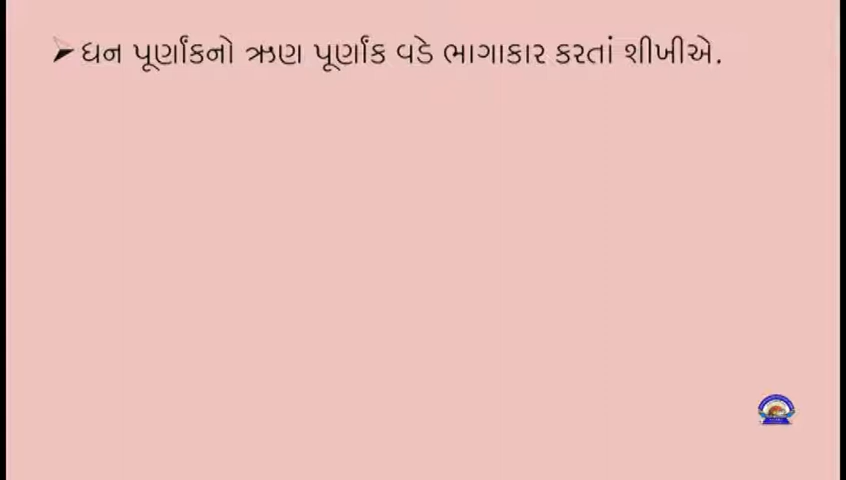 ➢ ધન પૂર્ણાંકનો ઋણ પૂર્ણાંક વડે ભાગાકાર કરતાં શીખીએ.